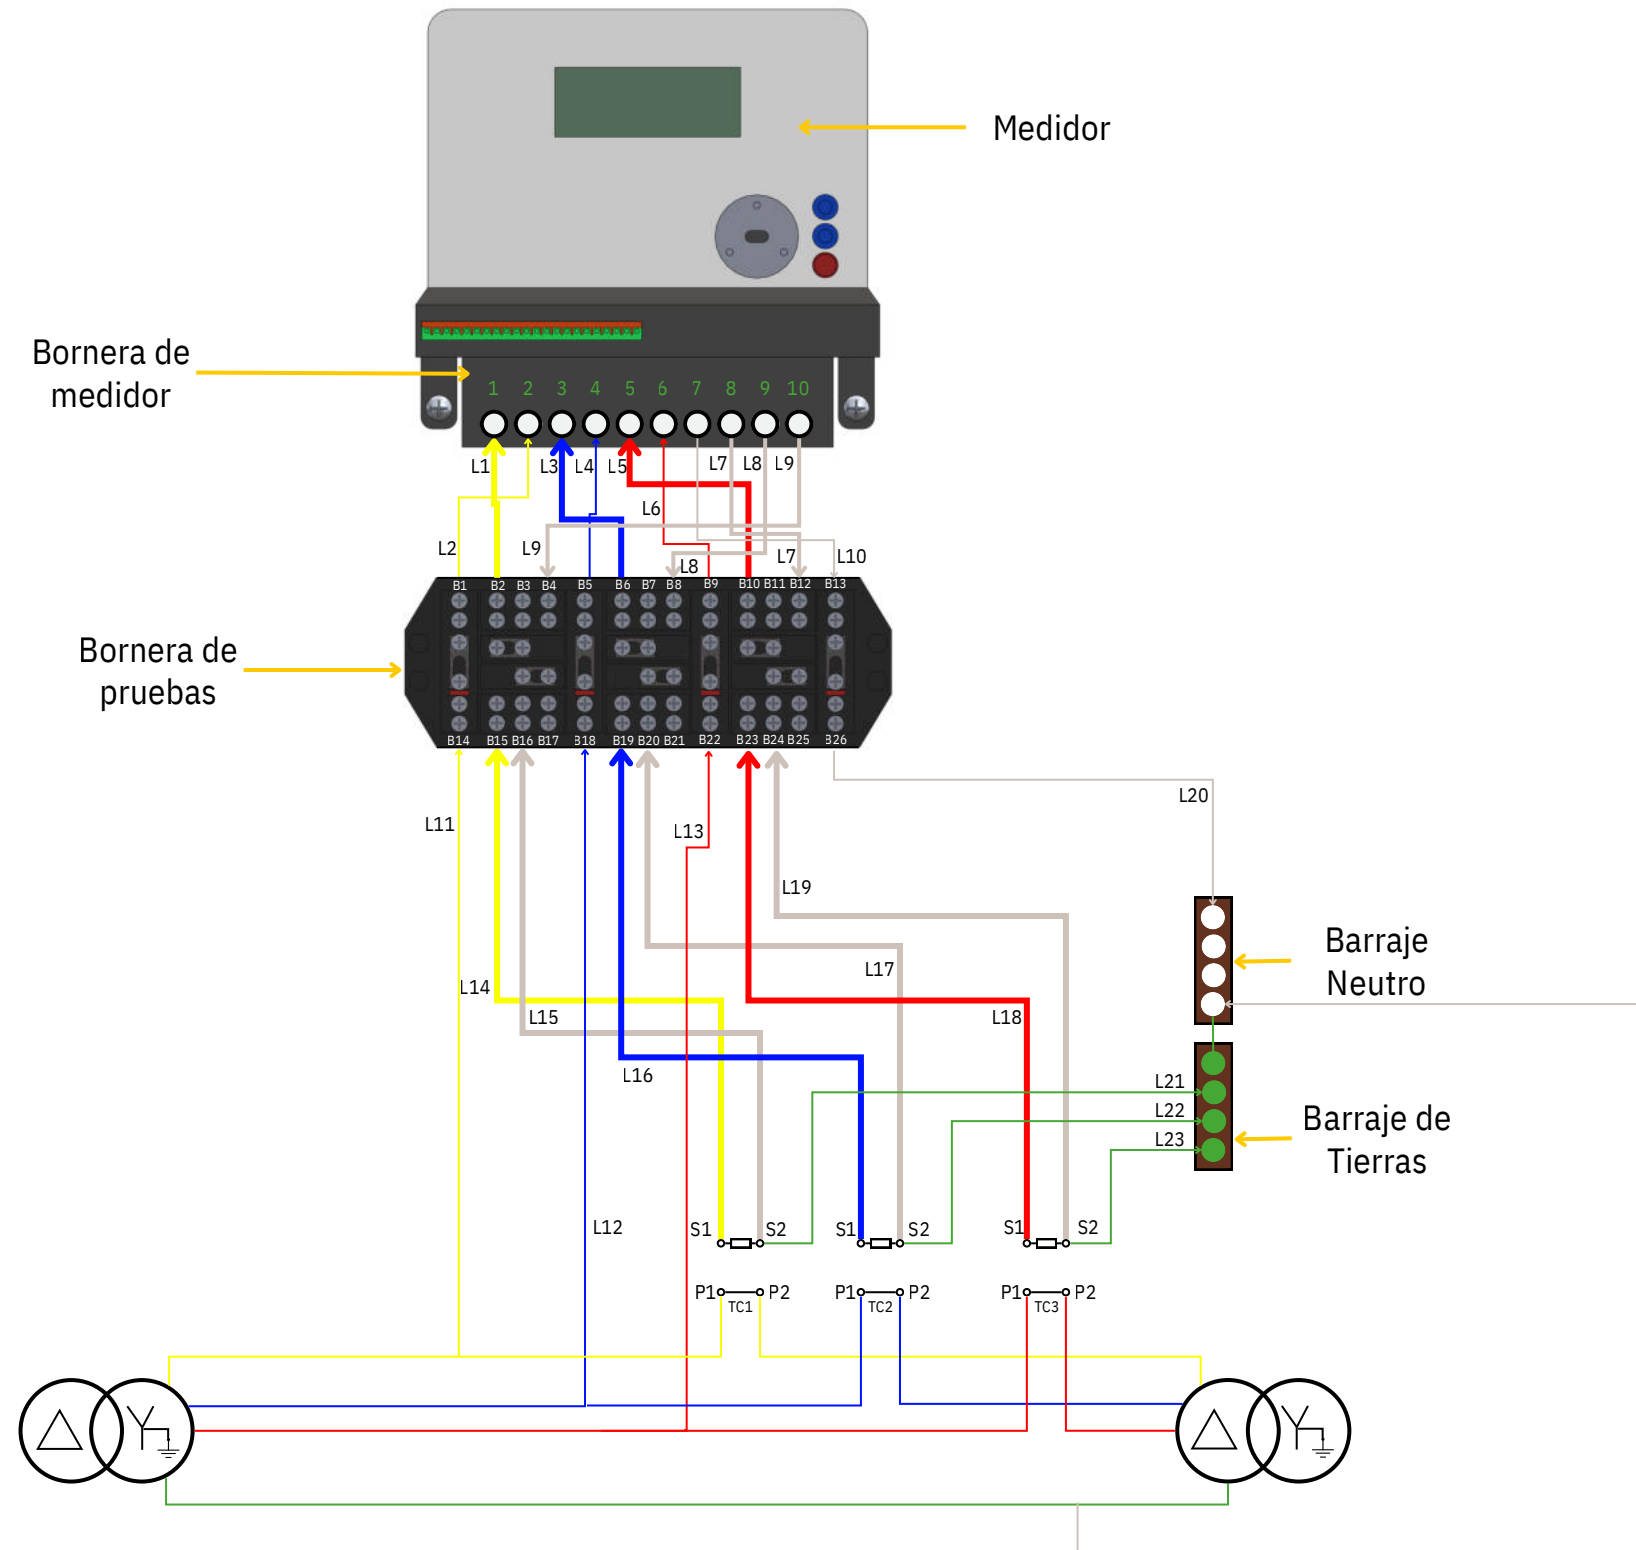 Medidor
Bornera de
medidor
1 2 3 4 5 6 7 8 9 10
L1 L3 L4 L5 L7 L8 L9
L6
L2 L9 L8 L7 L10
B1 B2 B3 B4 B5 B6 B7 B8 B9 B10 B11 B12 B13
Bornera de
pruebas
B14 B15 B16 B17 B18 B19 B20 B21 B22 B23 B24 B25 B26
L20
L11 L13
L19
Barraje
Neutro
L17
L14
L15 L18
L16
L21
L22
L23
Barraje de
Tierras
L12
S1 S2 S1 S2 S1 S2
P1 P2 P1 P2 P1 P2
TC1 TC2 TC3